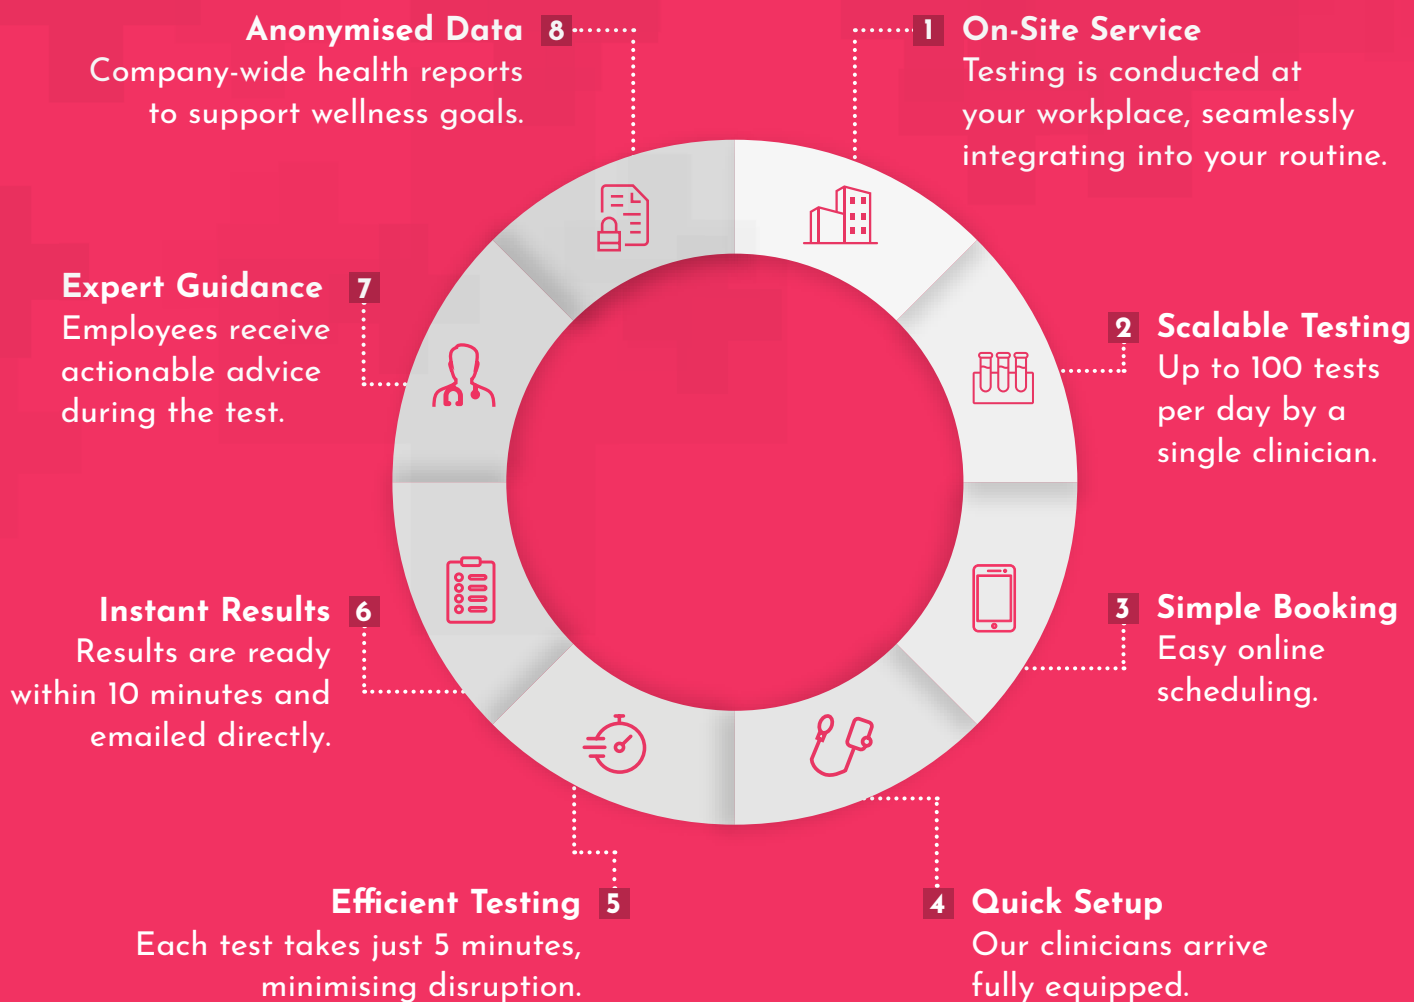 1 On-Site Service
Testing is conducted at
your workplace, seamlessly
integrating into your routine.
2 Scalable Testing
Up to 100 tests
per day by a
single clinician.
3 Simple Booking
Easy online
scheduling.
4 Quick Setup
Our clinicians arrive
fully equipped.
Efficient Testing 5
Each test takes just 5 minutes,
minimising disruption.
Instant Results 6
Results are ready
within 10 minutes and
emailed directly.
Expert Guidance 7
Employees receive
actionable advice
during the test.
Anonymised Data 8
Company-wide health reports
to support wellness goals.